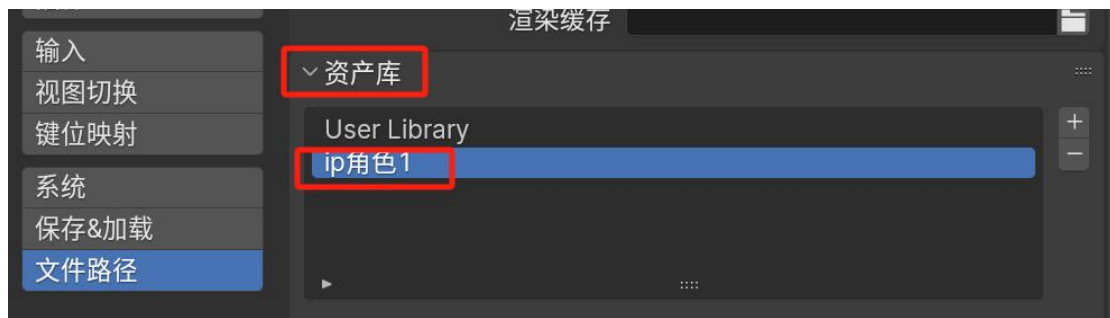 渲染缓存
输入
视图切换
键位映射
系统
保存&加载
文件路径
资产库
User Library
ip角色1